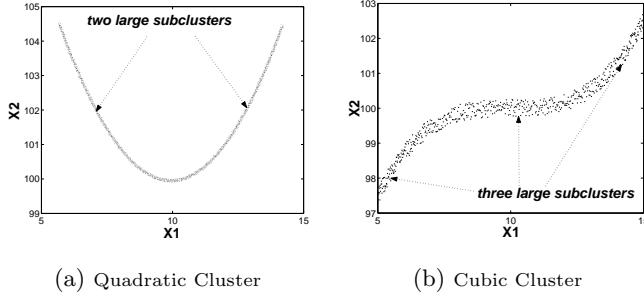 two large subclusters
105
104
103
102
101
100
99
5
10
15
X2
X1
(a) Quadratic Cluster
103
102
101
100
99
98
97
5
10
15
X2
X1
three large subclusters
(b) Cubic Cluster